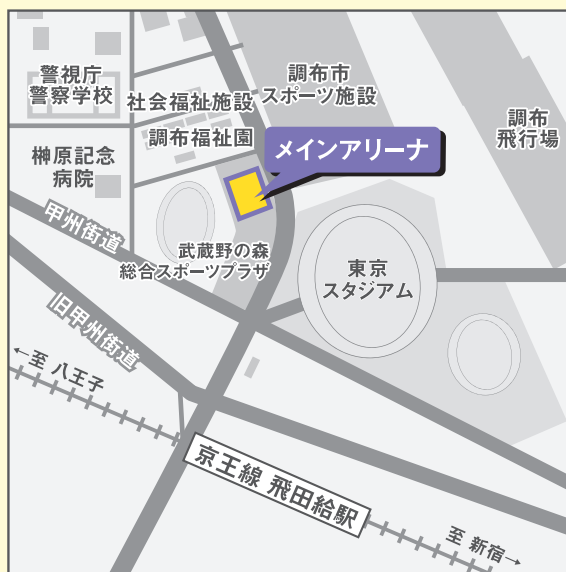 警視庁
警察学校
社会福祉施設
調布市
スポーツ施設
調布
飛行場
調布福祉園
メインアリーナ
榊原記念
病院
甲州街道
武蔵野の森
総合スポーツプラザ
東京
スタジアム
旧甲州街道
←至 八王子
京王線 飛田給駅
至 新宿→